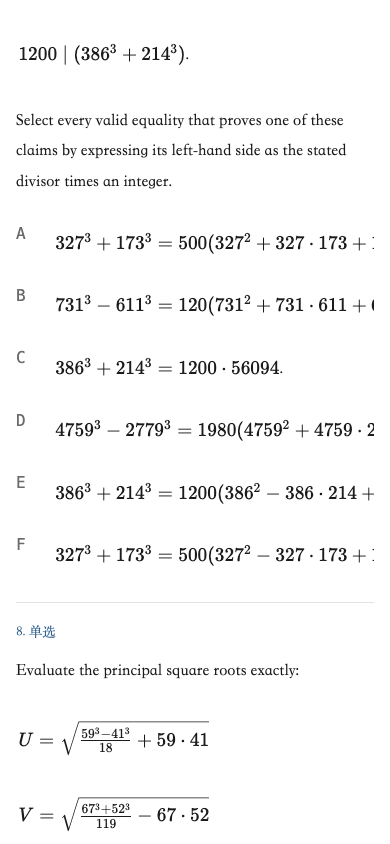 1200 | (386³ + 214³).
Select every valid equality that proves one of these
claims by expressing its left-hand side as the stated
divisor times an integer.
A 327³ + 173³ = 500(327² + 327 · 173 + 1
B 731³ − 611³ = 120(731² + 731 · 611 + 6
C 386³ + 214³ = 1200 · 56094.
D 4759³ − 2779³ = 1980(4759² + 4759 · 2
E 386³ + 214³ = 1200(386² − 386 · 214 +
F 327³ + 173³ = 500(327² − 327 · 173 + 1
8. 单选
Evaluate the principal square roots exactly:
U = √((59³−41³)/18 + 59 · 41)
V = √((67³+52³)/119 − 67 · 52)